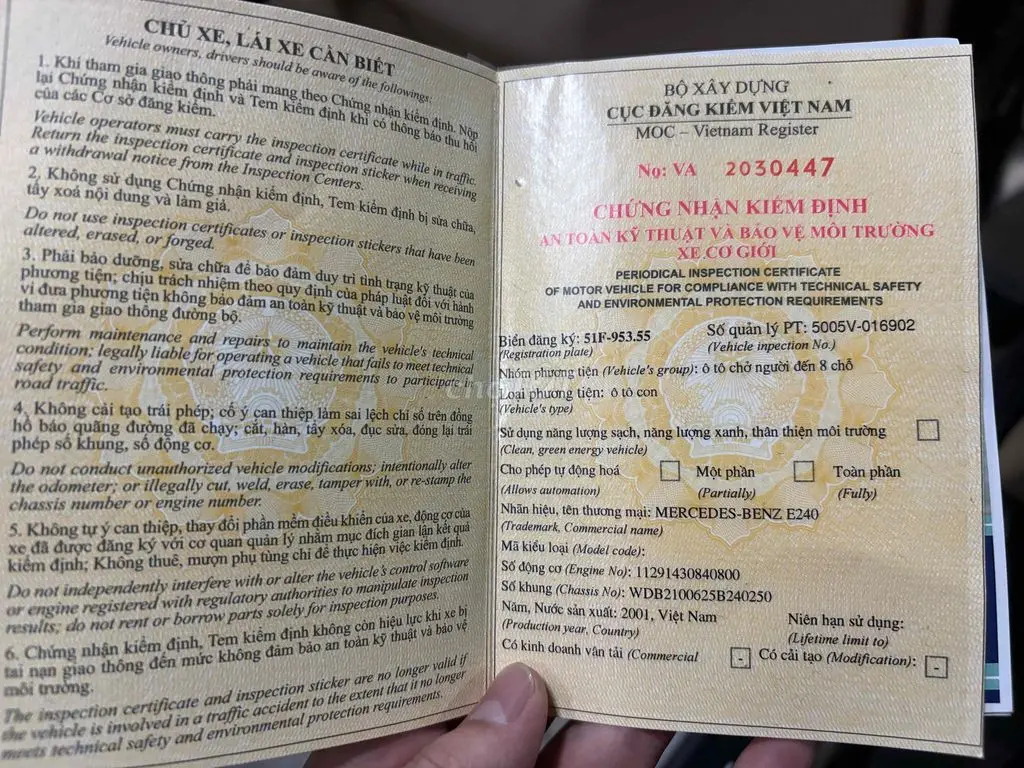 CHỦ XE, LÁI XE CẦN BIẾT
Vehicle owners, drivers should be aware of the followings:
1. Khi tham gia giao thông phải mang theo Chứng nhận kiểm định. Nộp
lại Chứng nhận kiểm định và Tem kiểm định khi có thông báo thu hồi
của các Cơ sở đăng kiểm.
Vehicle operators must carry the inspection certificate while in traffic.
Return the inspection certificate and inspection sticker when receiving
a withdrawal notice from the Inspection Centers.
2. Không sử dụng Chứng nhận kiểm định, Tem kiểm định bị sửa chữa,
tẩy xoá nội dung và làm giả.
Do not use inspection certificates or inspection stickers that have been
altered, erased, or forged.
3. Phải bảo dưỡng, sửa chữa để bảo đảm duy trì tình trạng kỹ thuật của
phương tiện; chịu trách nhiệm theo quy định của pháp luật đối với hành
vi đưa phương tiện không bảo đảm an toàn kỹ thuật và bảo vệ môi trường
tham gia giao thông đường bộ.
Perform maintenance and repairs to maintain the vehicle's technical
condition; legally liable for operating a vehicle that fails to meet technical
safety and environmental protection requirements to participate in
road traffic.
4. Không cải tạo trái phép; cố ý can thiệp làm sai lệch chỉ số trên đồng
hồ báo quãng đường đã chạy; cắt, hàn, tẩy xóa, đục sửa, đóng lại trái
phép số khung, số động cơ.
Do not conduct unauthorized vehicle modifications; intentionally alter
the odometer; or illegally cut, weld, erase, tamper with, or re-stamp the
chassis number or engine number.
5. Không tự ý can thiệp, thay đổi phần mềm điều khiển của xe, động cơ của
xe đã được đăng ký với cơ quan quản lý nhằm mục đích gian lận kết quả
kiểm định; Không thuê, mượn phụ tùng chỉ để thực hiện việc kiểm định.
Do not independently interfere with or alter the vehicle's control software
or engine registered with regulatory authorities to manipulate inspection
results; do not rent or borrow parts solely for inspection purposes.
6. Chứng nhận kiểm định, Tem kiểm định không còn hiệu lực khi xe bị
tai nạn giao thông đến mức không đảm bảo an toàn kỹ thuật và bảo vệ
môi trường.
The inspection certificate and inspection sticker are no longer valid if
the vehicle is involved in a traffic accident to the extent that it no longer
meets technical safety and environmental protection requirements.
BỘ XÂY DỰNG
CỤC ĐĂNG KIỂM VIỆT NAM
MOC – Vietnam Register
NO: VA 2030447
CHỨNG NHẬN KIỂM ĐỊNH
AN TOÀN KỸ THUẬT VÀ BẢO VỆ MÔI TRƯỜNG
XE CƠ GIỚI
PERIODICAL INSPECTION CERTIFICATE
OF MOTOR VEHICLE FOR COMPLIANCE WITH TECHNICAL SAFETY
AND ENVIRONMENTAL PROTECTION REQUIREMENTS
Biển đăng ký: 51F-953.55 Số quản lý PT: 5005V-016902
(Registration plate) (Vehicle inpection No.)
Nhóm phương tiện (Vehicle's group): ô tô chở người đến 8 chỗ
Loại phương tiện: ô tô con
(Vehicle's type)
Sử dụng năng lượng sạch, năng lượng xanh, thân thiện môi trường
(Clean, green energy vehicle)
Cho phép tự động hoá Một phần Toàn phần
(Allows automation) (Partially) (Fully)
Nhãn hiệu, tên thương mại: MERCEDES-BENZ E240
(Trademark, Commercial name)
Mã kiểu loại (Model code):
Số động cơ (Engine No): 11291430840800
Số khung (Chassis No): WDB2100625B240250
Năm, Nước sản xuất: 2001, Việt Nam Niên hạn sử dụng:
(Production year, Country) (Lifetime limit to)
Có kinh doanh vận tải (Commercial - Có cải tạo (Modification): -